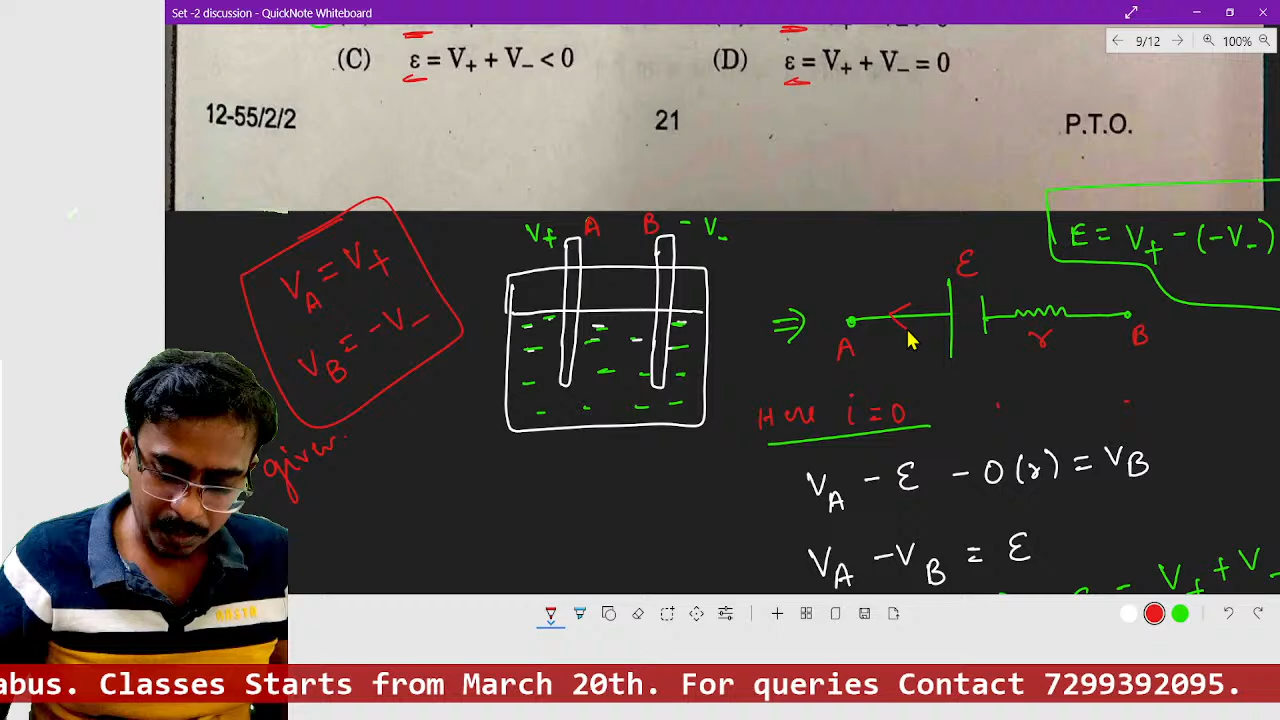 Set -2 discussion - QuickNote Whiteboard
9/12 100%
(C) ε = V₊ + V₋ < 0 (D) ε = V₊ + V₋ = 0
12-55/2/2 21 P.T.O.
V₊ A B - V₋
E = V₊ - (-V₋)
V_A = V₊
V_B = -V₋
given.
⇒ A ε r B
Here i = 0
V_A - ε - 0(r) = V_B
V_A - V_B = ε
V₊ + V₋
abus. Classes Starts from March 20th. For queries Contact 7299392095.